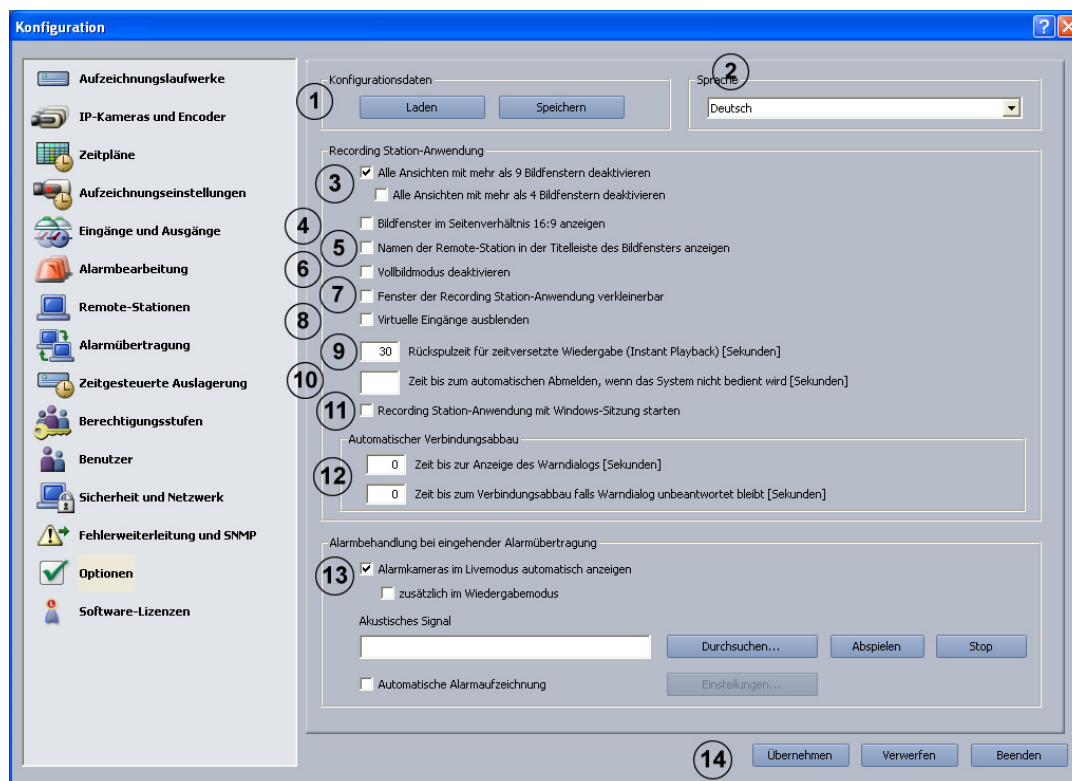 Konfiguration
Aufzeichnungslaufwerke
IP-Kameras und Encoder
Zeitpläne
Aufzeichnungseinstellungen
Eingänge und Ausgänge
Alarmbearbeitung
Remote-Stationen
Alarmübertragung
Zeitgesteuerte Auslagerung
Berechtigungsstufen
Benutzer
Sicherheit und Netzwerk
Fehlerweiterleitung und SNMP
Optionen
Software-Lizenzen
Konfigurationsdaten
1
Laden
Speichern
2
Sprache
Deutsch
Recording Station-Anwendung
3
Alle Ansichten mit mehr als 9 Bildfenstern deaktivieren
Alle Ansichten mit mehr als 4 Bildfenstern deaktivieren
4
Bildfenster im Seitenverhältnis 16:9 anzeigen
5
Namen der Remote-Station in der Titelleiste des Bildfensters anzeigen
6
Vollbildmodus deaktivieren
7
Fenster der Recording Station-Anwendung verkleinerbar
8
Virtuelle Eingänge ausblenden
9
30 Rückspulzeit für zeitversetzte Wiedergabe (Instant Playback) [Sekunden]
10
Zeit bis zum automatischen Abmelden, wenn das System nicht bedient wird [Sekunden]
11
Recording Station-Anwendung mit Windows-Sitzung starten
Automatischer Verbindungsabbau
12
0 Zeit bis zur Anzeige des Warndialogs [Sekunden]
0 Zeit bis zum Verbindungsabbau falls Warndialog unbeantwortet bleibt [Sekunden]
Alarmbehandlung bei eingehender Alarmübertragung
13
Alarmkameras im Livemodus automatisch anzeigen
zusätzlich im Wiedergabemodus
Akustisches Signal
Durchsuchen...
Abspielen
Stop
Automatische Alarmaufzeichnung
Einstellungen...
14
Übernehmen
Verwerfen
Beenden